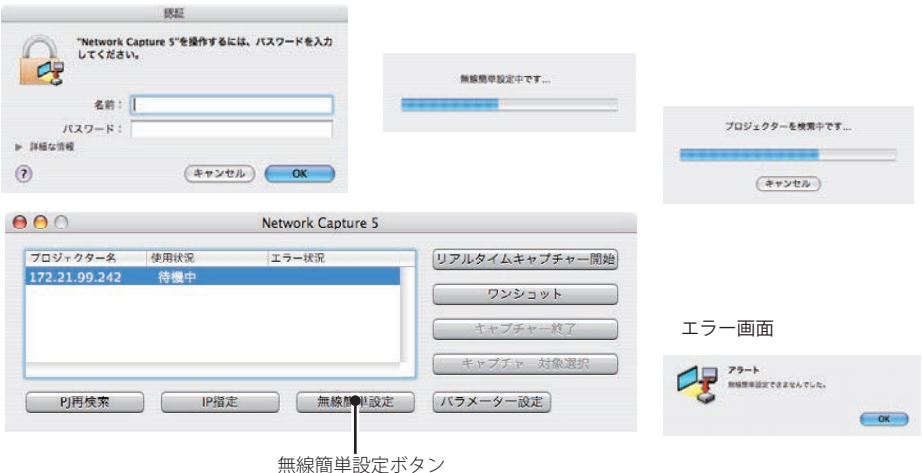 認証
"Network Capture 5"を操作するには、パスワードを入力
してください。
名前：
パスワード：
詳細な情報
?
キャンセル
OK
無線簡単設定中です...
プロジェクターを検索中です...
キャンセル
Network Capture 5
プロジェクター名 使用状況 エラー状況
172.21.99.242 待機中
リアルタイムキャプチャー開始
ワンショット
キャプチャー終了
キャプチャー 対象選択
PJ再検索
IP指定
無線簡単設定
パラメーター設定
無線簡単設定ボタン
エラー画面
アラート
無線簡単設定できませんでした。
OK